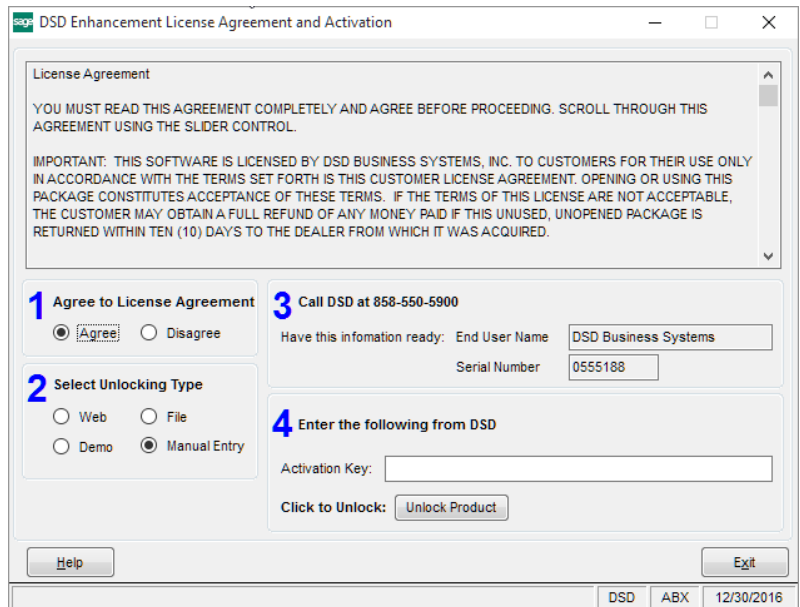 sage DSD Enhancement License Agreement and Activation
License Agreement
YOU MUST READ THIS AGREEMENT COMPLETELY AND AGREE BEFORE PROCEEDING. SCROLL THROUGH THIS
AGREEMENT USING THE SLIDER CONTROL.
IMPORTANT: THIS SOFTWARE IS LICENSED BY DSD BUSINESS SYSTEMS, INC. TO CUSTOMERS FOR THEIR USE ONLY
IN ACCORDANCE WITH THE TERMS SET FORTH IS THIS CUSTOMER LICENSE AGREEMENT. OPENING OR USING THIS
PACKAGE CONSTITUTES ACCEPTANCE OF THESE TERMS. IF THE TERMS OF THIS LICENSE ARE NOT ACCEPTABLE,
THE CUSTOMER MAY OBTAIN A FULL REFUND OF ANY MONEY PAID IF THIS UNUSED, UNOPENED PACKAGE IS
RETURNED WITHIN TEN (10) DAYS TO THE DEALER FROM WHICH IT WAS ACQUIRED.
1 Agree to License Agreement
Agree Disagree
2 Select Unlocking Type
Web File
Demo Manual Entry
3 Call DSD at 858-550-5900
Have this infomation ready: End User Name DSD Business Systems
Serial Number 0555188
4 Enter the following from DSD
Activation Key:
Click to Unlock: Unlock Product
Help Exit
DSD ABX 12/30/2016